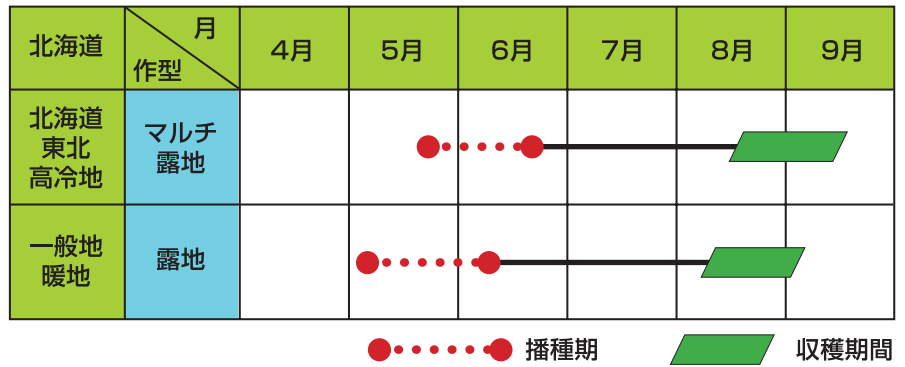 北海道
月
作型
4月 5月 6月 7月 8月 9月
北海道
東北
高冷地
マルチ
露地
一般地
暖地
露地
播種期 収穫期間